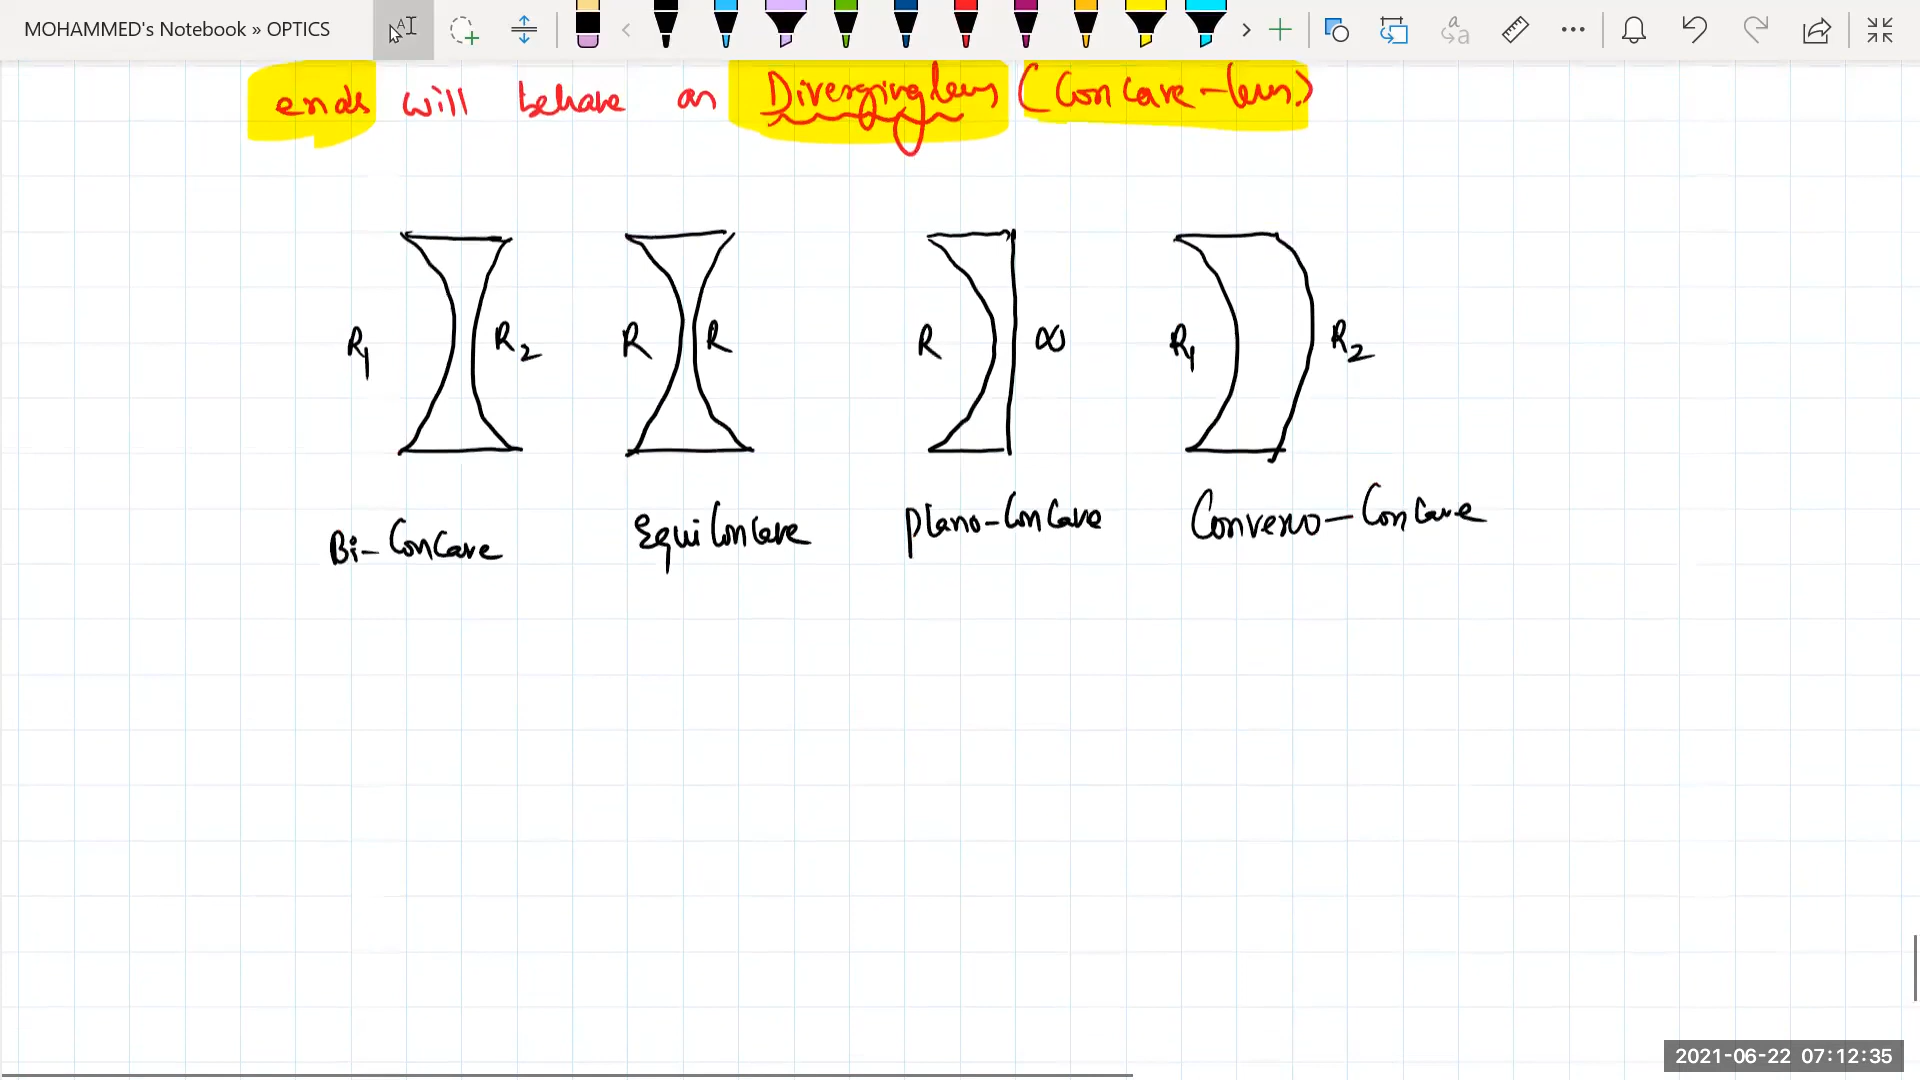 MOHAMMED's Notebook » OPTICS
ends will behave as Diverging lens (Concave-lens)
R1 R2 R R R ∞ R1 R2
Bi-Concave Equi Concave Plano-Concave Convexo-Concave
2021-06-22 07:12:35